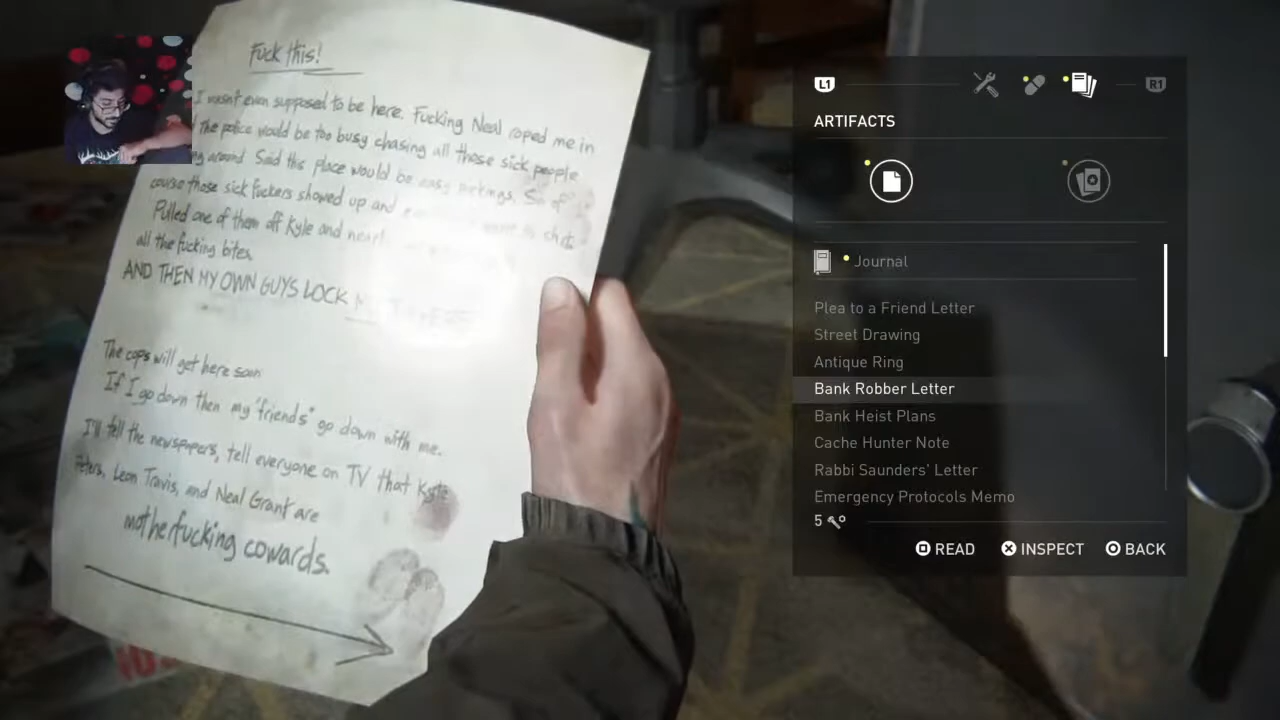 Fuck this!
I wasn't even supposed to be here. Fucking Neal roped me in
The police would be too busy chasing all those sick people
around. Said this place would be easy pickings. So of
course those sick fuckers showed up and
want to chat.
Pulled one of them off Kyle and
all the fucking bites.
AND THEN MY OWN GUYS LOCK
The cops will get here soon
If I go down then my "friends" go down with me.
I'll tell the newspapers, tell everyone on TV that Kyle
Peters, Leon Travis, and Neal Grant are
motherfucking cowards.
L1
R1
ARTIFACTS
Journal
Plea to a Friend Letter
Street Drawing
Antique Ring
Bank Robber Letter
Bank Heist Plans
Cache Hunter Note
Rabbi Saunders' Letter
Emergency Protocols Memo
5
READ INSPECT BACK